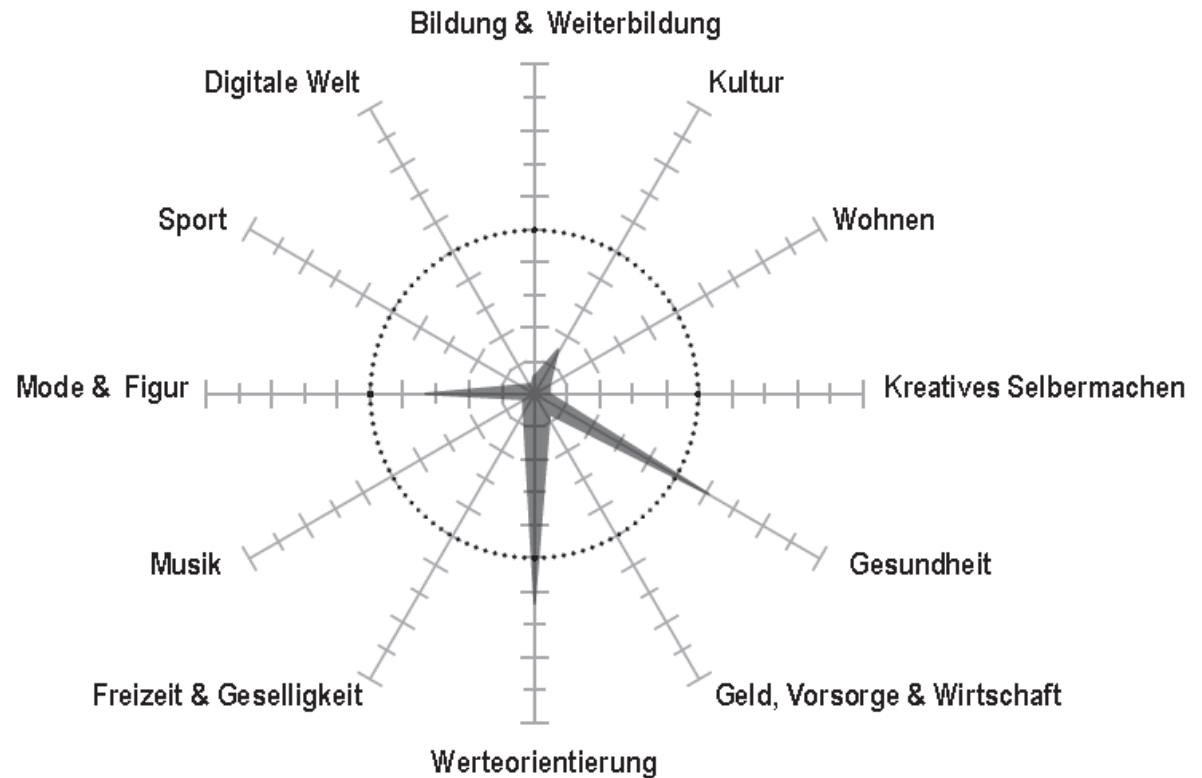 Bildung & Weiterbildung
Digitale Welt
Kultur
Sport
Wohnen
Mode & Figur
Kreatives Selbermachen
Musik
Gesundheit
Freizeit & Geselligkeit
Geld, Vorsorge & Wirtschaft
Werteorientierung